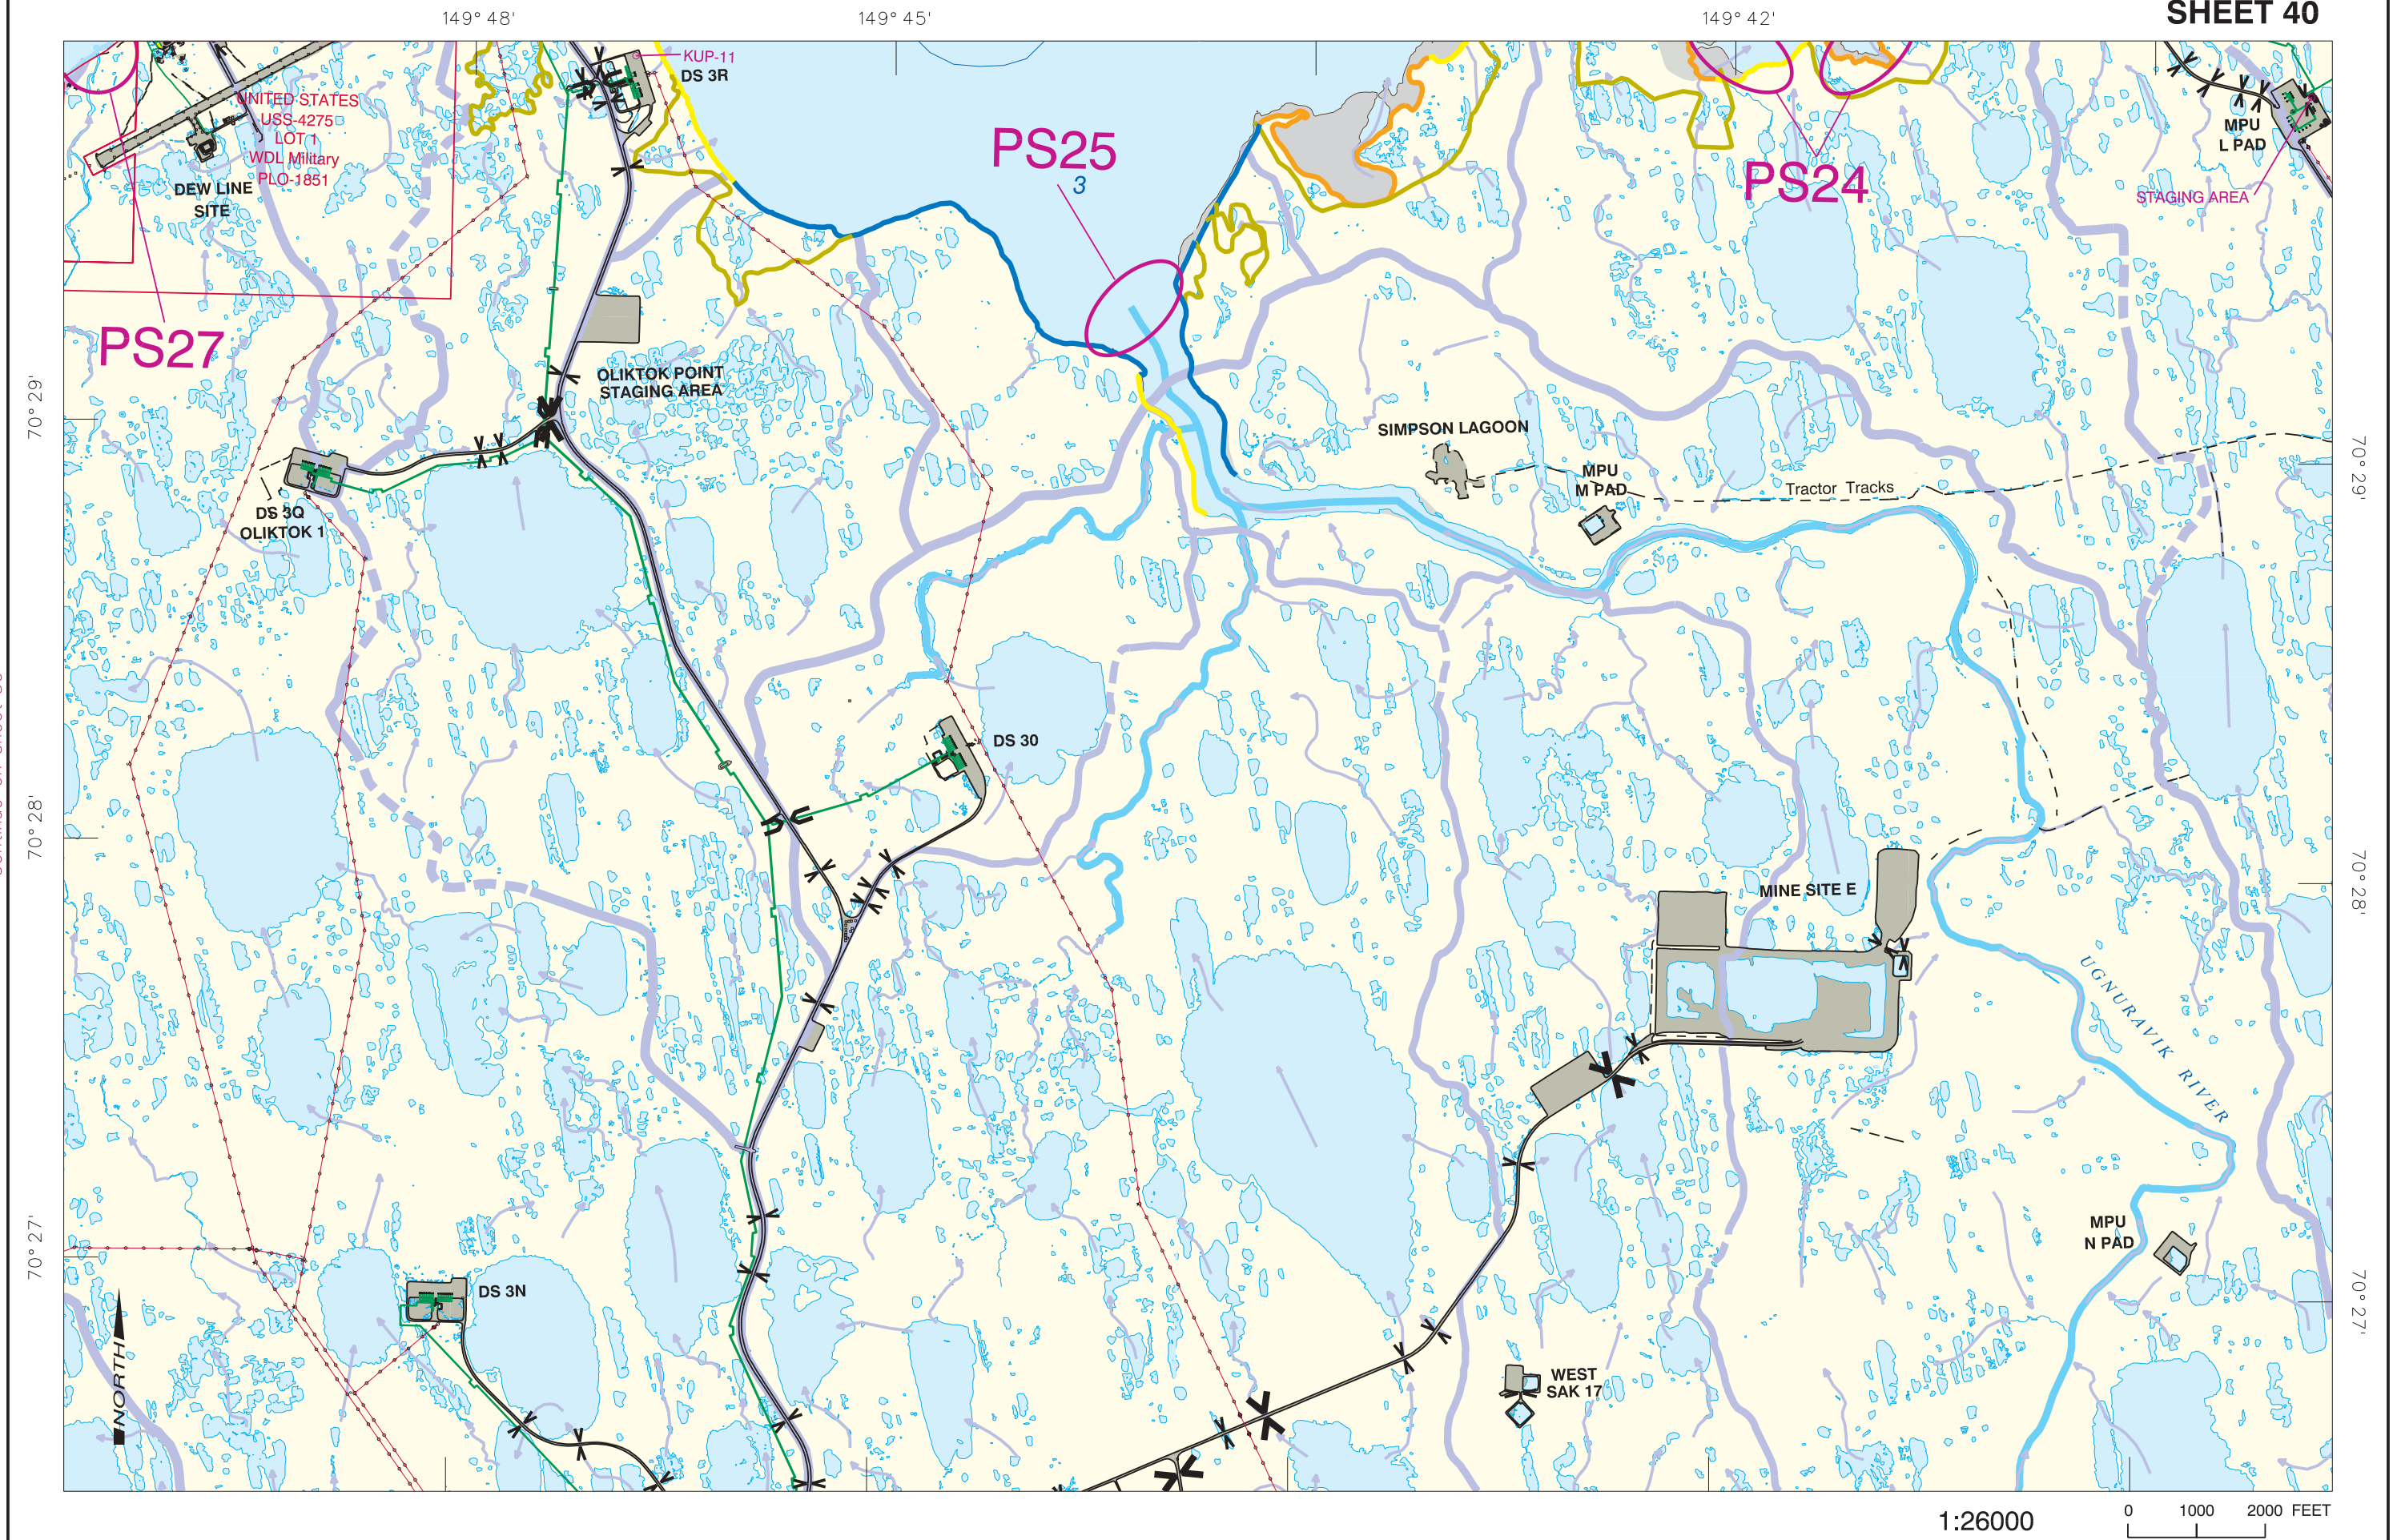 149° 48'
149° 45'
149° 42'
SHEET 40
KUP-11
DS 3R
UNITED STATES
USS-4275
LOT 1
WDL Military
PLO-1851
DEW LINE
SITE
PS25
3
PS24
MPU
L PAD
STAGING AREA
PS27
OLIKTOK POINT
STAGING AREA
70° 29'
SIMPSON LAGOON
MPU
M PAD
Tractor Tracks
70° 29'
DS 3Q
OLIKTOK 1
DS 30
70° 28'
MINE SITE E
70° 28'
UGNURAVIK RIVER
70° 27'
MPU
N PAD
DS 3N
70° 27'
NORTH
WEST
SAK 17
1:26000
0 1000 2000 FEET